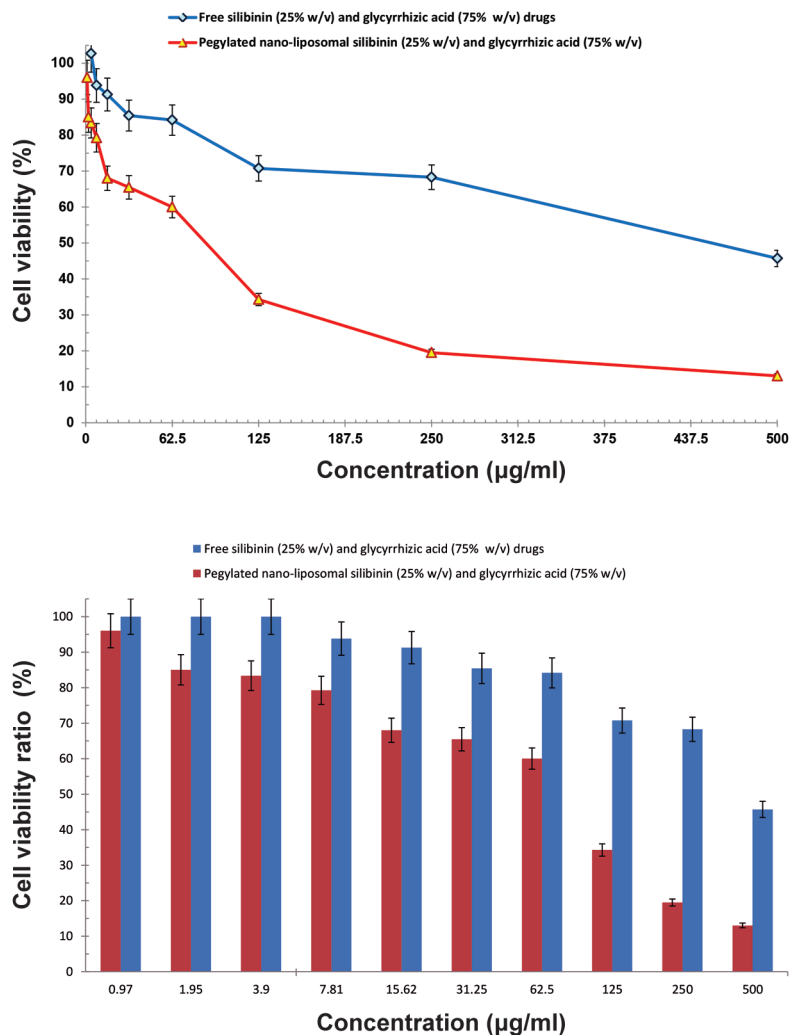 Free silibinin (25% w/v) and glycyrrhizic acid (75% w/v) drugs
Pegylated nano-liposomal silibinin (25% w/v) and glycyrrhizic acid (75% w/v)
Cell viability (%)
100
90
80
70
60
50
40
30
20
10
0
0 62.5 125 187.5 250 312.5 375 437.5 500
Concentration (µg/ml)
Free silibinin (25% w/v) and glycyrrhizic acid (75% w/v) drugs
Pegylated nano-liposomal silibinin (25% w/v) and glycyrrhizic acid (75% w/v)
Cell viability ratio (%)
100
90
80
70
60
50
40
30
20
10
0
0.97 1.95 3.9 7.81 15.62 31.25 62.5 125 250 500
Concentration (µg/ml)